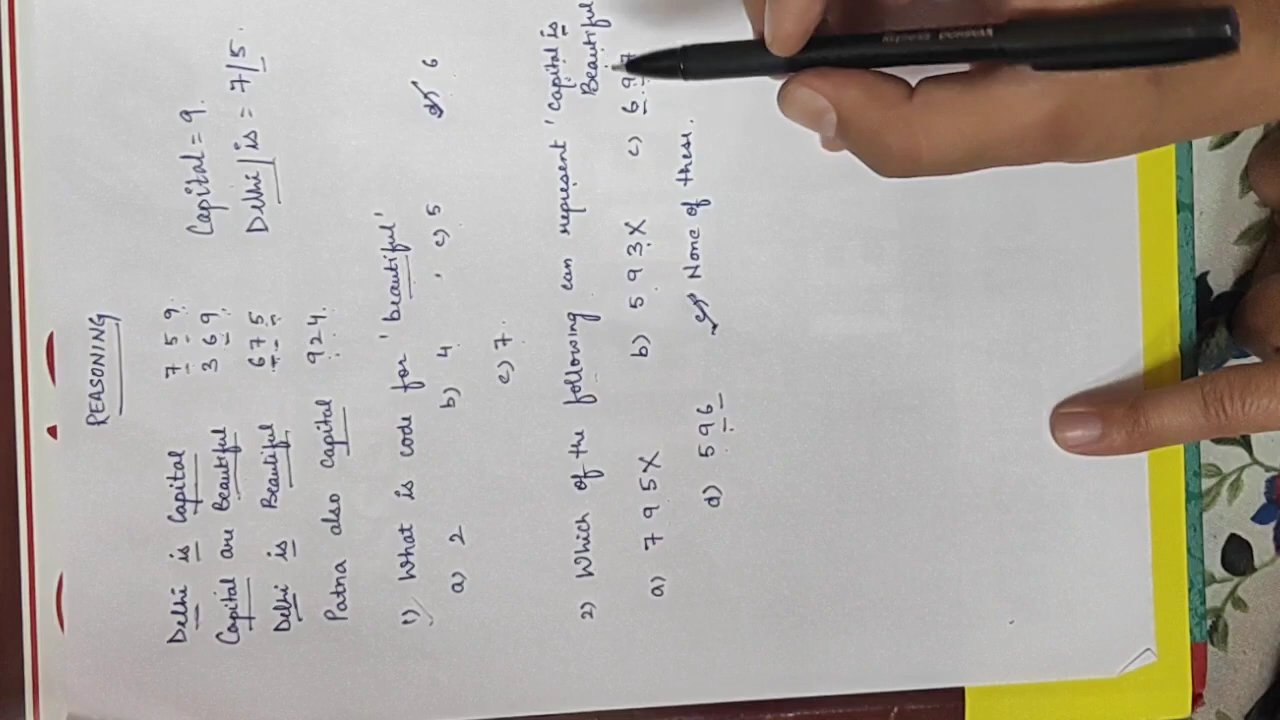 REASONING
Delhi is Capital 7 5 9.
Capital are Beautiful 3 6 9.
Delhi is Beautiful 6 7 5
Patna also Capital 9 2 4.
Capital = 9.
Delhi/is = 7/5.
1) What is code for 'beautiful'
a) 2 b) 4 c) 5 d) 6
e) 7.
2) Which of the following can represent 'Capital is Beautiful
a) 7 9 5 X b) 5 9 3 X c) 6 9 7
d) 5 9 6 e) None of these.